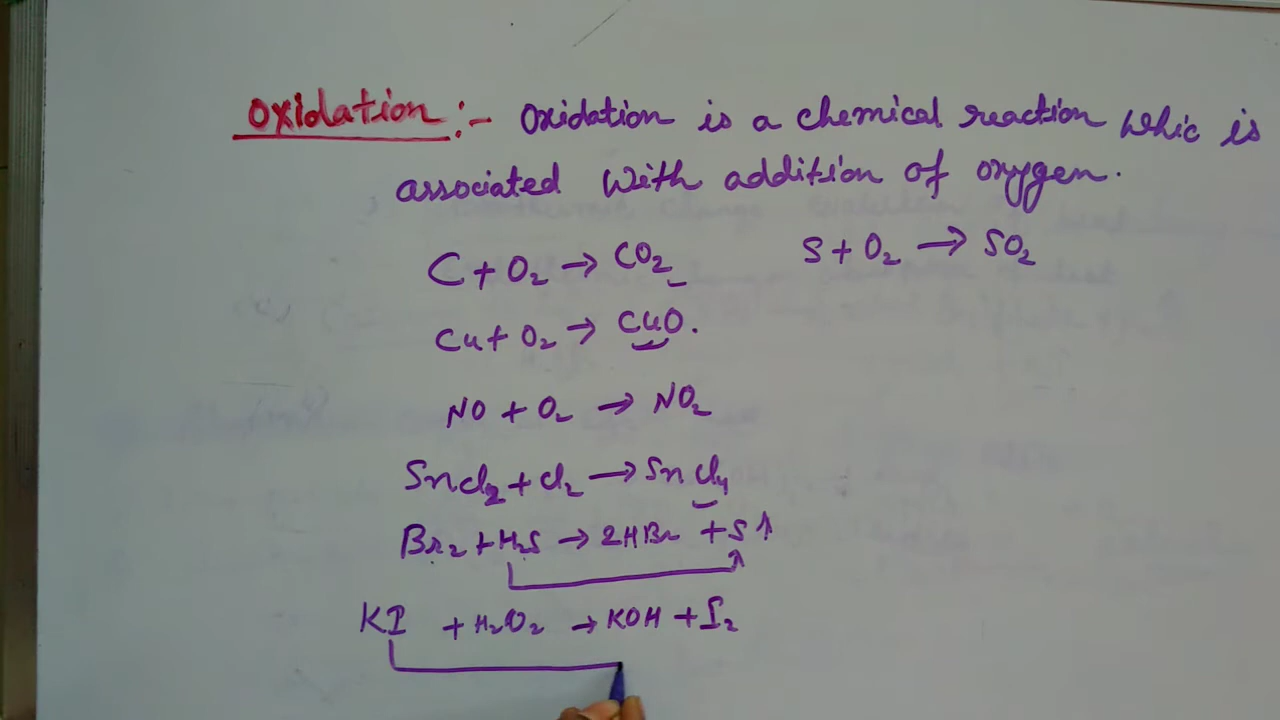 Oxidation :- Oxidation is a chemical reaction whic is
associated with addition of oxygen.
C + O₂ → CO₂ S + O₂ → SO₂
Cu + O₂ → CuO.
NO + O₂ → NO₂
SnCl₂ + Cl₂ → SnCl₄
Br₂ + H₂S → 2HBr + S↑
KI + H₂O₂ → KOH + I₂